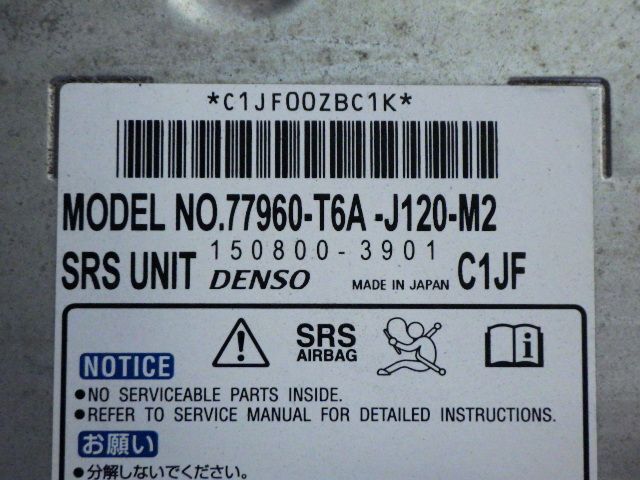 *C1JF00ZBC1K*
MODEL NO.77960-T6A -J120-M2
150800-3901
SRS UNIT DENSO MADE IN JAPAN C1JF
SRS
AIRBAG
NOTICE
●NO SERVICEABLE PARTS INSIDE.
●REFER TO SERVICE MANUAL FOR DETAILED INSTRUCTIONS.
お願い
●分解しないでください。